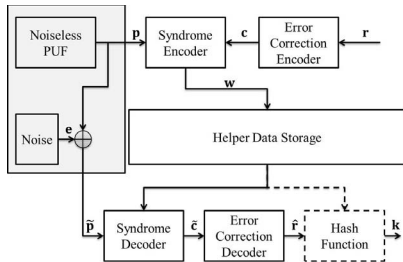 Noiseless
PUF
p
Syndrome
Encoder
c
Error
Correction
Encoder
r
w
Noise
e
Helper Data Storage
p̃
Syndrome
Decoder
c̃
Error
Correction
Decoder
r̂
Hash
Function
k